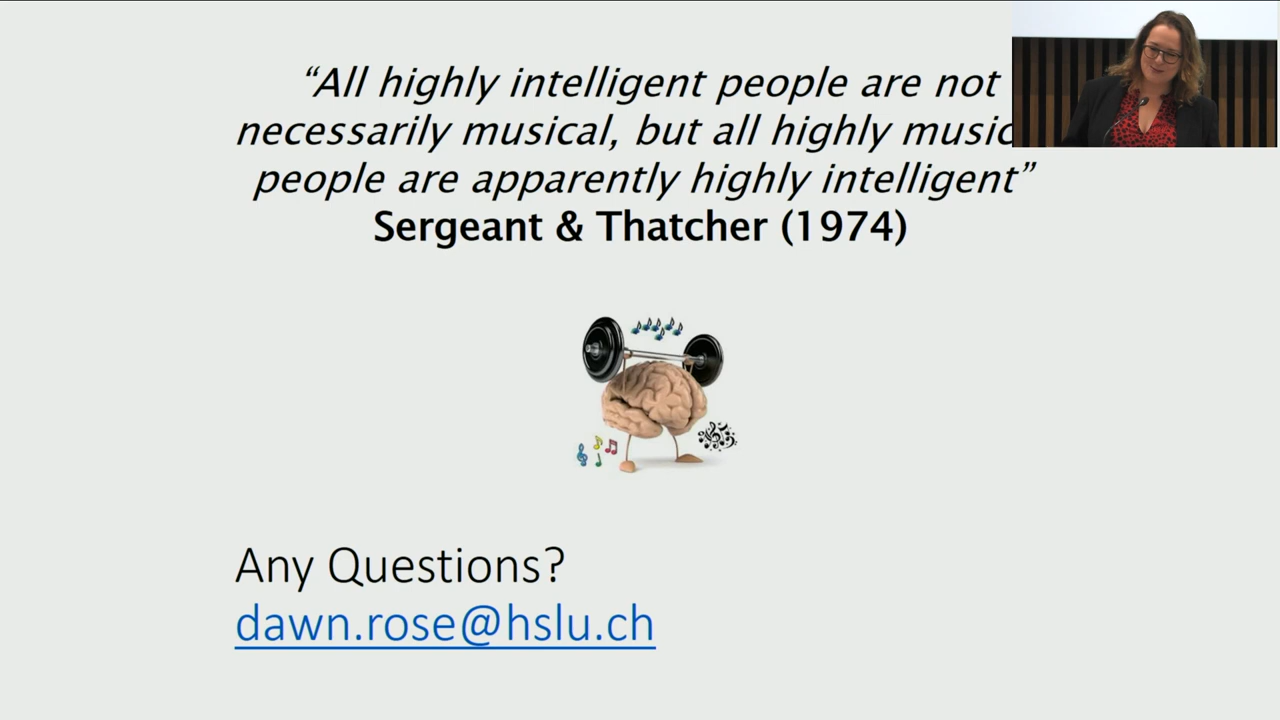 “All highly intelligent people are not
necessarily musical, but all highly
people are apparently highly intelligent”
Sergeant & Thatcher (1974)
Any Questions?
dawn.rose@hslu.ch